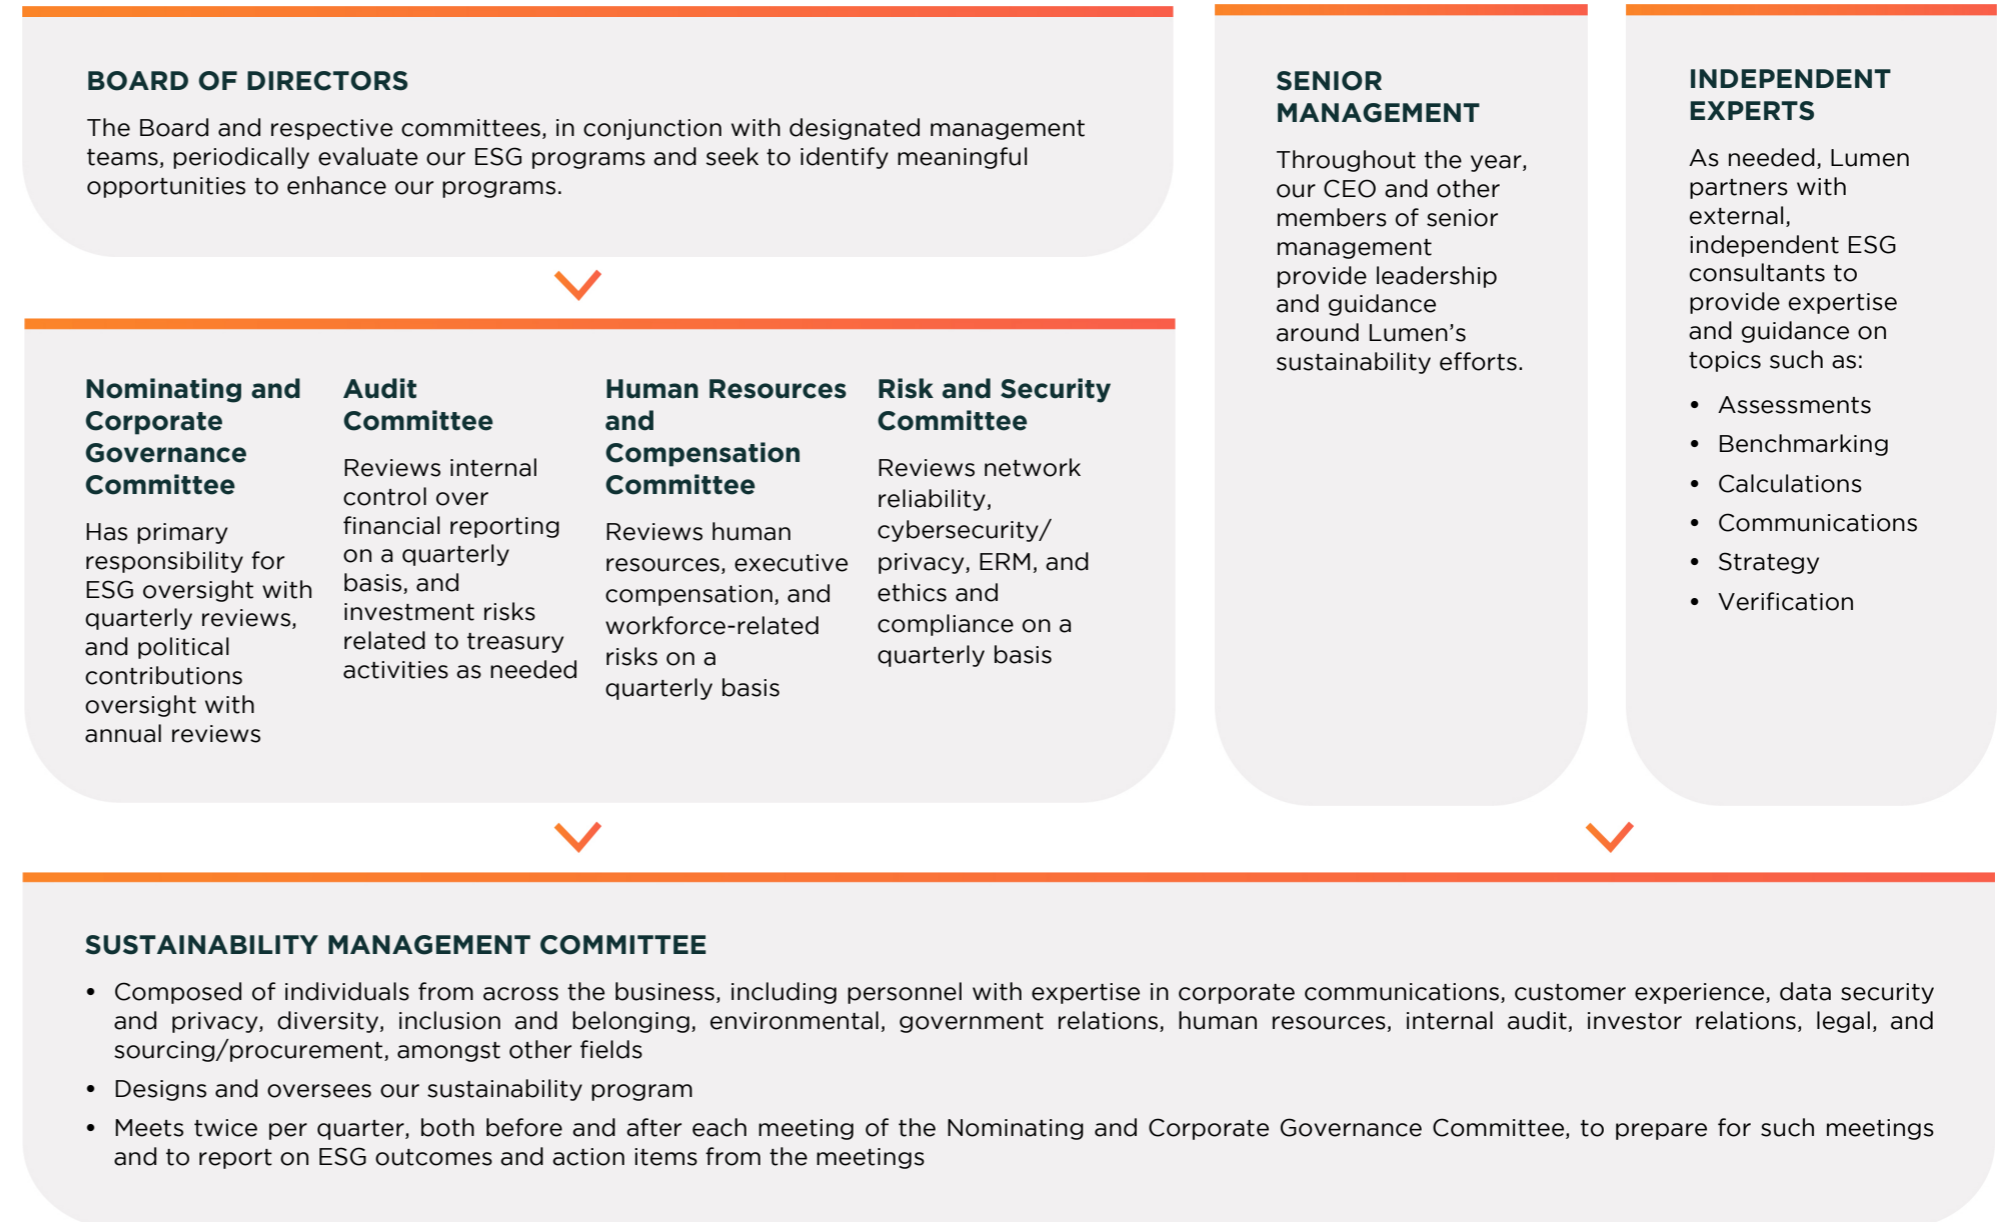 BOARD OF DIRECTORS
The Board and respective committees, in conjunction with designated management
teams, periodically evaluate our ESG programs and seek to identify meaningful
opportunities to enhance our programs.
Nominating and
Corporate
Governance
Committee
Has primary
responsibility for
ESG oversight with
quarterly reviews,
and political
contributions
oversight with
annual reviews
Audit
Committee
Reviews internal
control over
financial reporting
on a quarterly
basis, and
investment risks
related to treasury
activities as needed
Human Resources
and
Compensation
Committee
Reviews human
resources, executive
compensation, and
workforce-related
risks on a
quarterly basis
Risk and Security
Committee
Reviews network
reliability,
cybersecurity/
privacy, ERM, and
ethics and
compliance on a
quarterly basis
SENIOR
MANAGEMENT
Throughout the year,
our CEO and other
members of senior
management
provide leadership
and guidance
around Lumen’s
sustainability efforts.
INDEPENDENT
EXPERTS
As needed, Lumen
partners with
external,
independent ESG
consultants to
provide expertise
and guidance on
topics such as:
• Assessments
• Benchmarking
• Calculations
• Communications
• Strategy
• Verification
SUSTAINABILITY MANAGEMENT COMMITTEE
• Composed of individuals from across the business, including personnel with expertise in corporate communications, customer experience, data security
and privacy, diversity, inclusion and belonging, environmental, government relations, human resources, internal audit, investor relations, legal, and
sourcing/procurement, amongst other fields
• Designs and oversees our sustainability program
• Meets twice per quarter, both before and after each meeting of the Nominating and Corporate Governance Committee, to prepare for such meetings
and to report on ESG outcomes and action items from the meetings